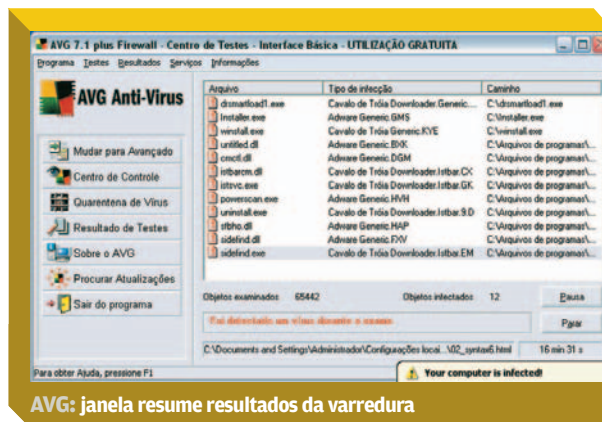 AVG 7.1 plus Firewall - Centro de Testes - Interface Básica - UTILIZAÇÃO GRATUITA
Programa Testes Resultados Serviços Informações
AVG Anti-Virus
Mudar para Avançado
Centro de Controle
Quarentena de Vírus
Resultado de Testes
Sobre o AVG
Procurar Atualizações
Sair do programa
Arquivo Tipo de infecção Caminho
drsmartload1.exe Cavalo de Tróia Downloader.Generic... C:\drsmartload1.exe
Installer.exe Adware Generic.GMS C:\Installer.exe
winstall.exe Cavalo de Tróia Generic.KYE C:\winstall.exe
untitled.dll Adware Generic.BXK C:\Arquivos de programas\...
cmctl.dll Adware Generic.DGM C:\Arquivos de programas\...
istbarcm.dll Cavalo de Tróia Downloader.Istbar.CX C:\Arquivos de programas\...
istsvc.exe Cavalo de Tróia Downloader.Istbar.GK C:\Arquivos de programas\...
powerscan.exe Adware Generic.HVH C:\Arquivos de programas\...
uninstall.exe Cavalo de Tróia Downloader.Istbar.9.D C:\Arquivos de programas\...
sfbho.dll Adware Generic.HAP C:\Arquivos de programas\...
sidefind.dll Adware Generic.FXV C:\Arquivos de programas\...
sidefind.exe Cavalo de Tróia Downloader.Istbar.EM C:\Arquivos de programas\...
Objetos examinados 65442 Objetos infectados 12 Pausa
Foi detectado um vírus durante o exame Parar
C:\Documents and Settings\Administrador\Configurações locai...\02_syntax6.html 16 min 31 s
Para obter Ajuda, pressione F1
Your computer is infected!
AVG: janela resume resultados da varredura